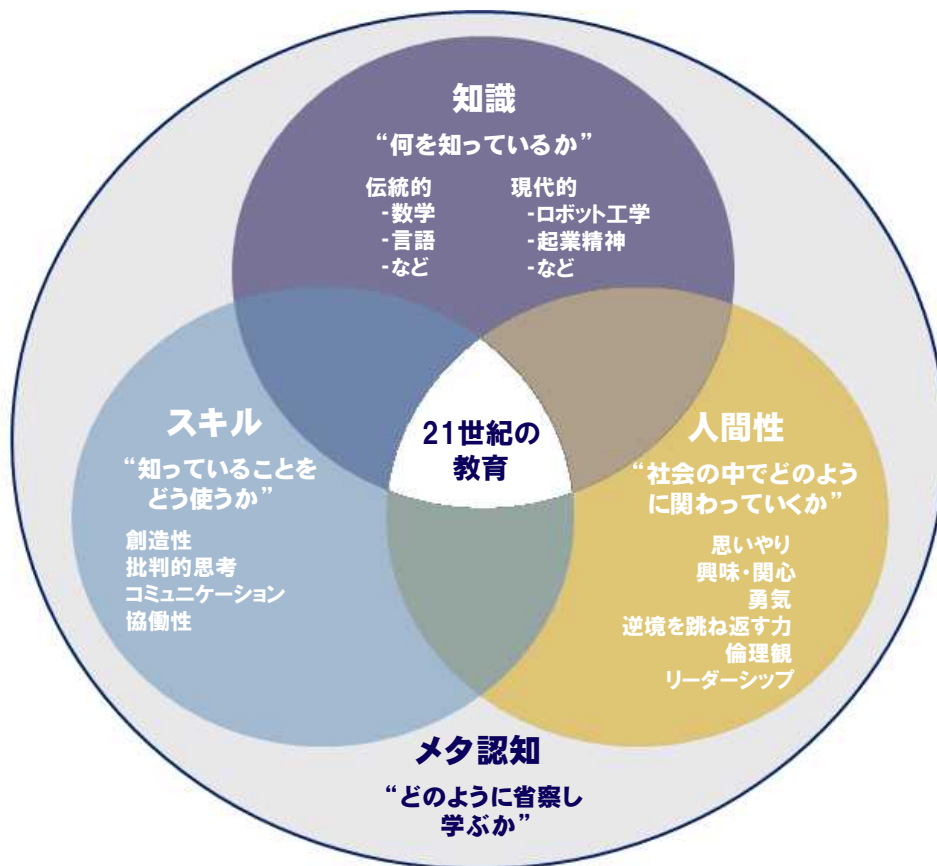 知識
“何を知っているか”
伝統的
-数学
-言語
-など
現代的
-ロボット工学
-起業精神
-など
スキル
“知っていることを
どう使うか”
創造性
批判的思考
コミュニケーション
協働性
21世紀の
教育
人間性
“社会の中でどのよう
に関わっていくか”
思いやり
興味・関心
勇気
逆境を跳ね返す力
倫理観
リーダーシップ
メタ認知
“どのように省察し
学ぶか”